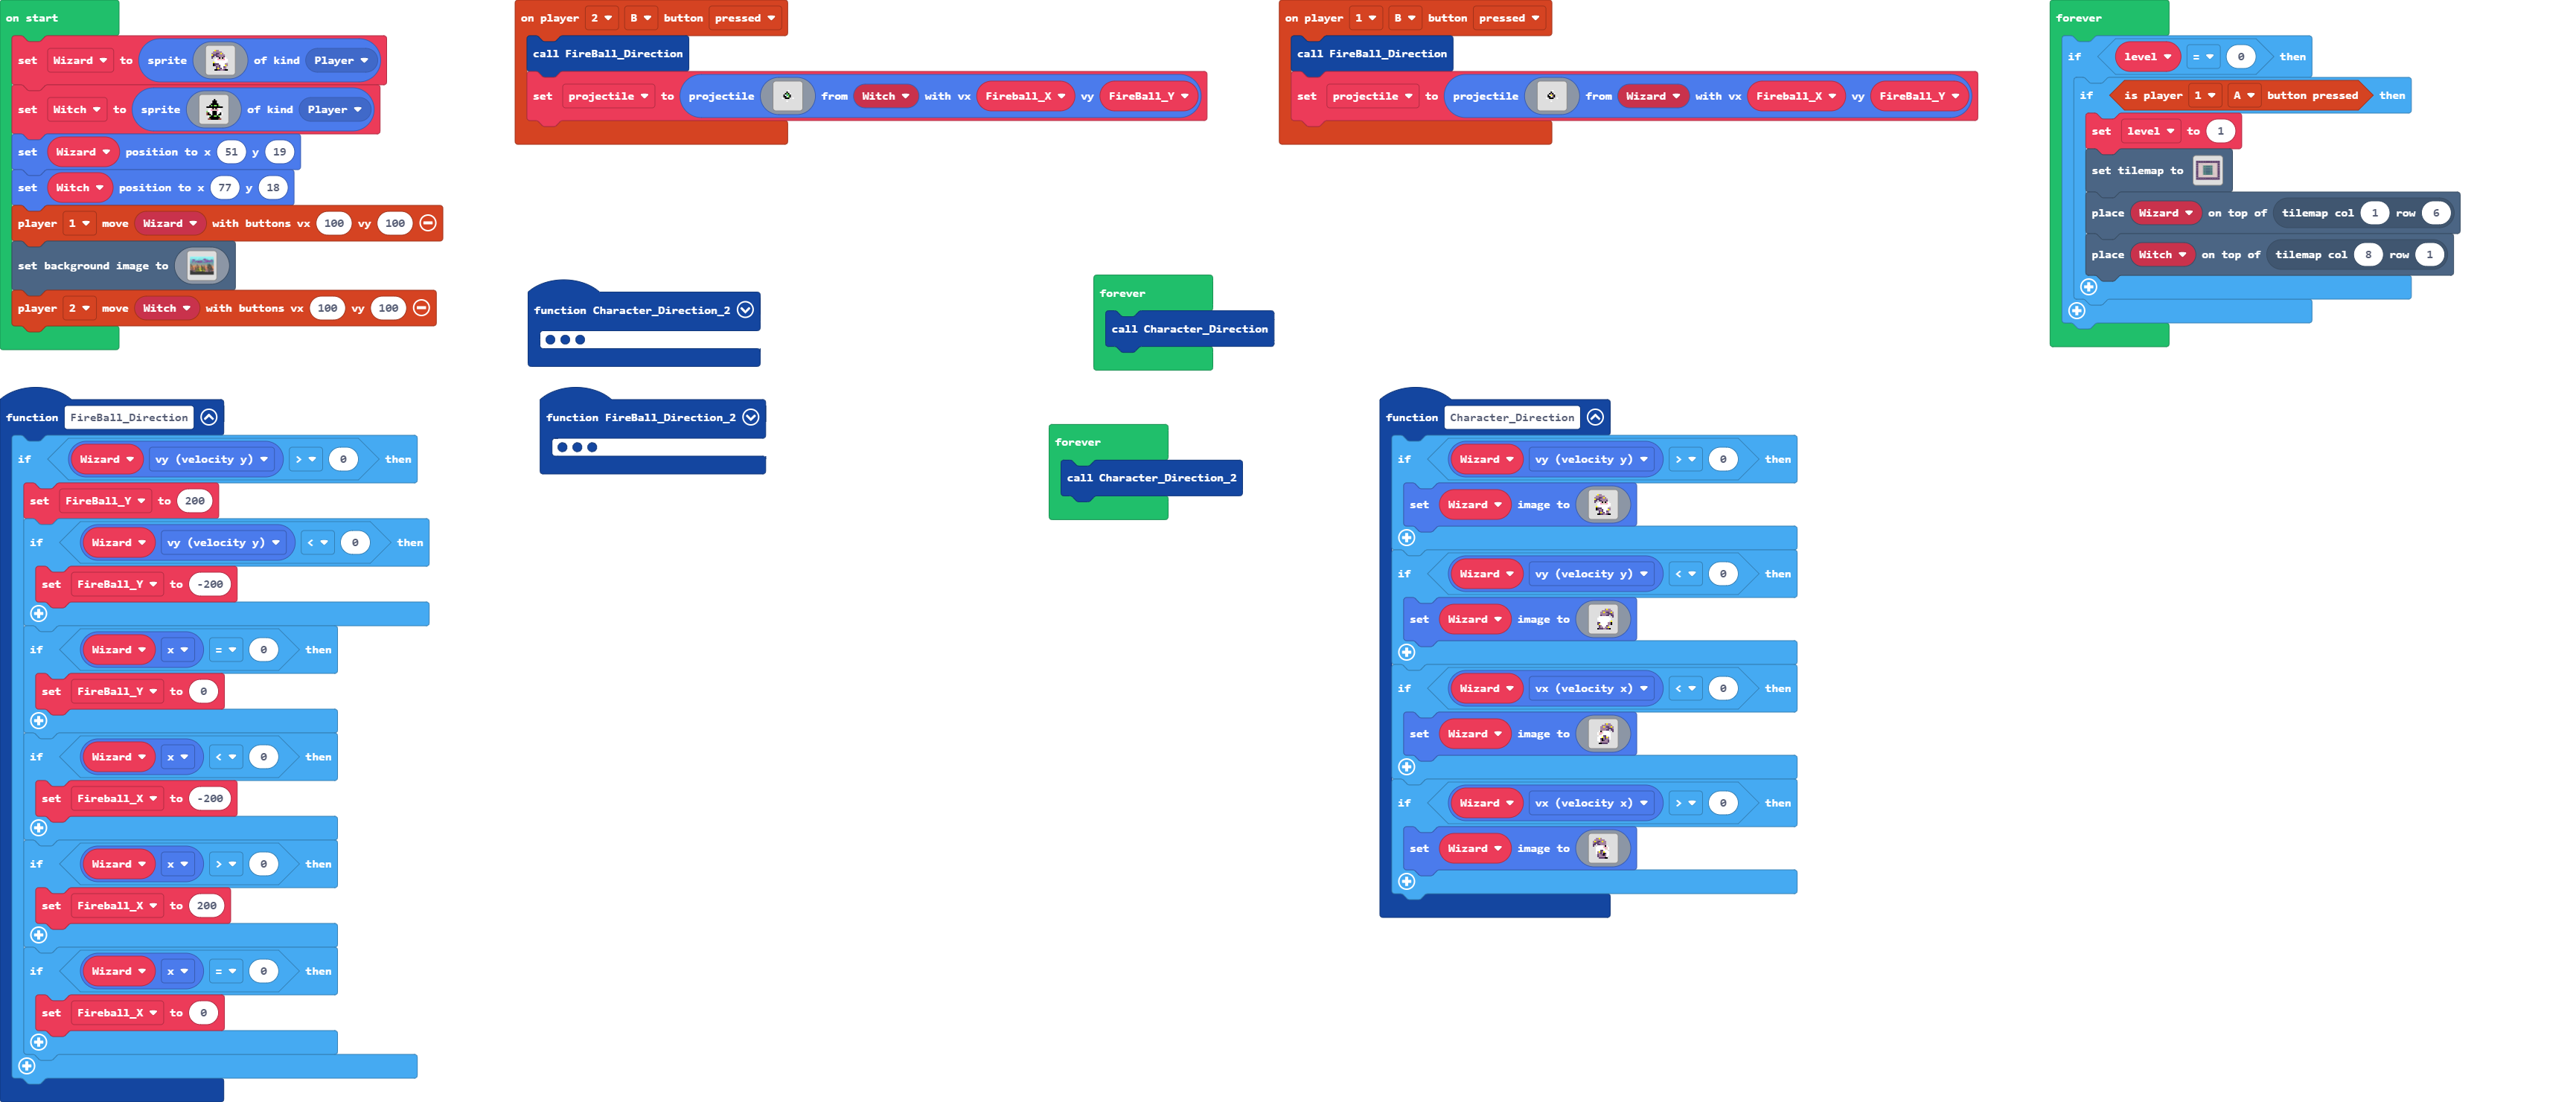 on start
set Wizard to sprite of kind Player
set Witch to sprite of kind Player
set Wizard position to x 51 y 19
set Witch position to x 77 y 18
player 1 move Wizard with buttons vx 100 vy 100
set background image to
player 2 move Witch with buttons vx 100 vy 100
on player 2 B button pressed
call FireBall_Direction
set projectile to projectile from Witch with vx Fireball_X vy FireBall_Y
on player 1 B button pressed
call FireBall_Direction
set projectile to projectile from Wizard with vx Fireball_X vy FireBall_Y
forever
if level = 0 then
if is player 1 A button pressed then
set level to 1
set tilemap to
place Wizard on top of tilemap col 1 row 6
place Witch on top of tilemap col 8 row 1
function Character_Direction_2
forever
call Character_Direction
function FireBall_Direction
if Wizard vy (velocity y) > 0 then
set FireBall_Y to 200
if Wizard vy (velocity y) < 0 then
set FireBall_Y to -200
if Wizard x = 0 then
set FireBall_Y to 0
if Wizard x < 0 then
set Fireball_X to -200
if Wizard x > 0 then
set Fireball_X to 200
if Wizard x = 0 then
set Fireball_X to 0
function FireBall_Direction_2
forever
call Character_Direction_2
function Character_Direction
if Wizard vy (velocity y) > 0 then
set Wizard image to
if Wizard vy (velocity y) < 0 then
set Wizard image to
if Wizard vx (velocity x) < 0 then
set Wizard image to
if Wizard vx (velocity x) > 0 then
set Wizard image to